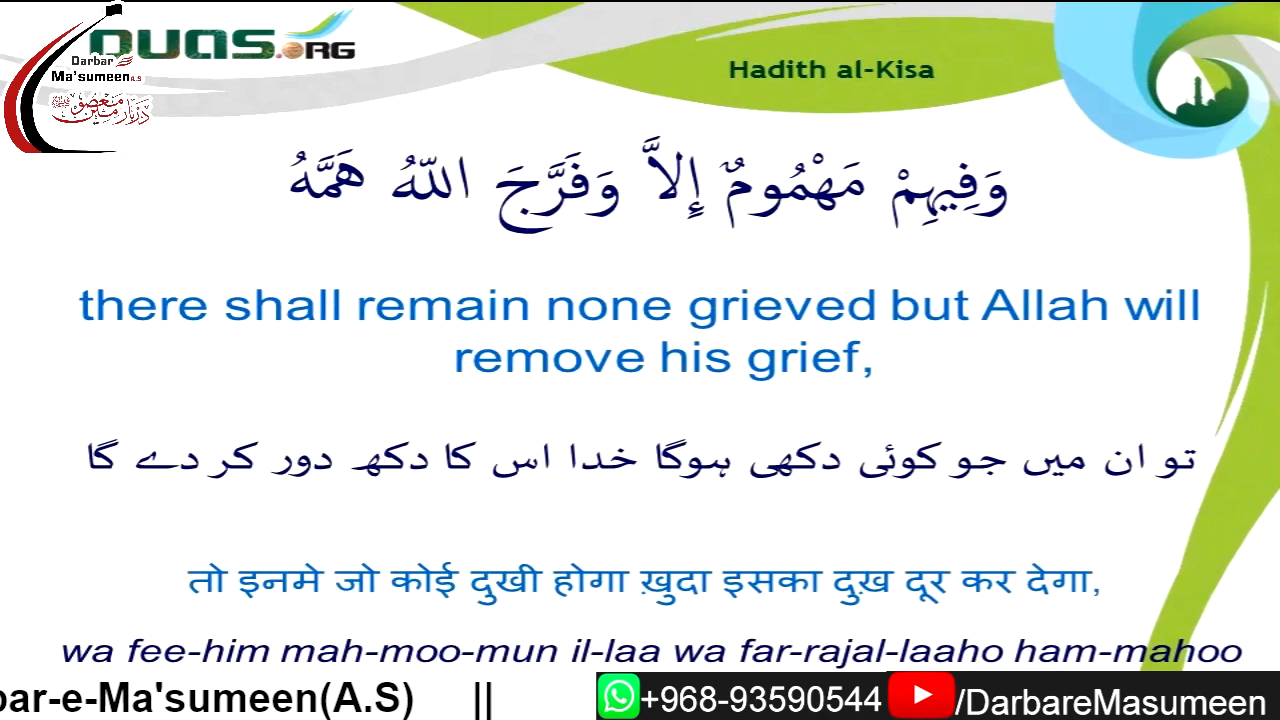 DUAS.ORG
Darbar
Ma'sumeen A.S
Hadith al-Kisa
وَفِيهِمْ مَهْمُومٌ إِلاَّ وَفَرَّجَ اللّهُ هَمَّهُ
there shall remain none grieved but Allah will
remove his grief,
تو ان میں جو کوئی دکھی ہوگا خدا اس کا دکھ دور کر دے گا
तो इनमे जो कोई दुखी होगा ख़ुदा इसका दुख़ दूर कर देगा,
wa fee-him mah-moo-mun il-laa wa far-rajal-laaho ham-mahoo
bar-e-Ma'sumeen(A.S) || +968-93590544 /DarbareMasumeen